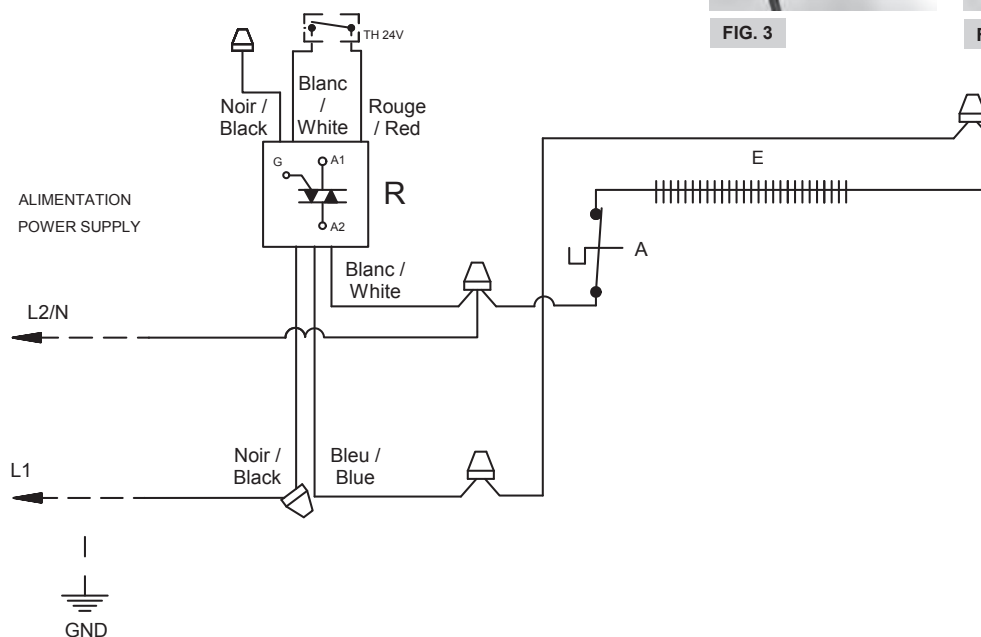 FIG. 3
F
TH 24V
Noir /
Black
Blanc
/
White
Rouge
/ Red
G
A1
A2
R
E
ALIMENTATION
POWER SUPPLY
A
Blanc /
White
L2/N
L1
Noir /
Black
Bleu /
Blue
GND